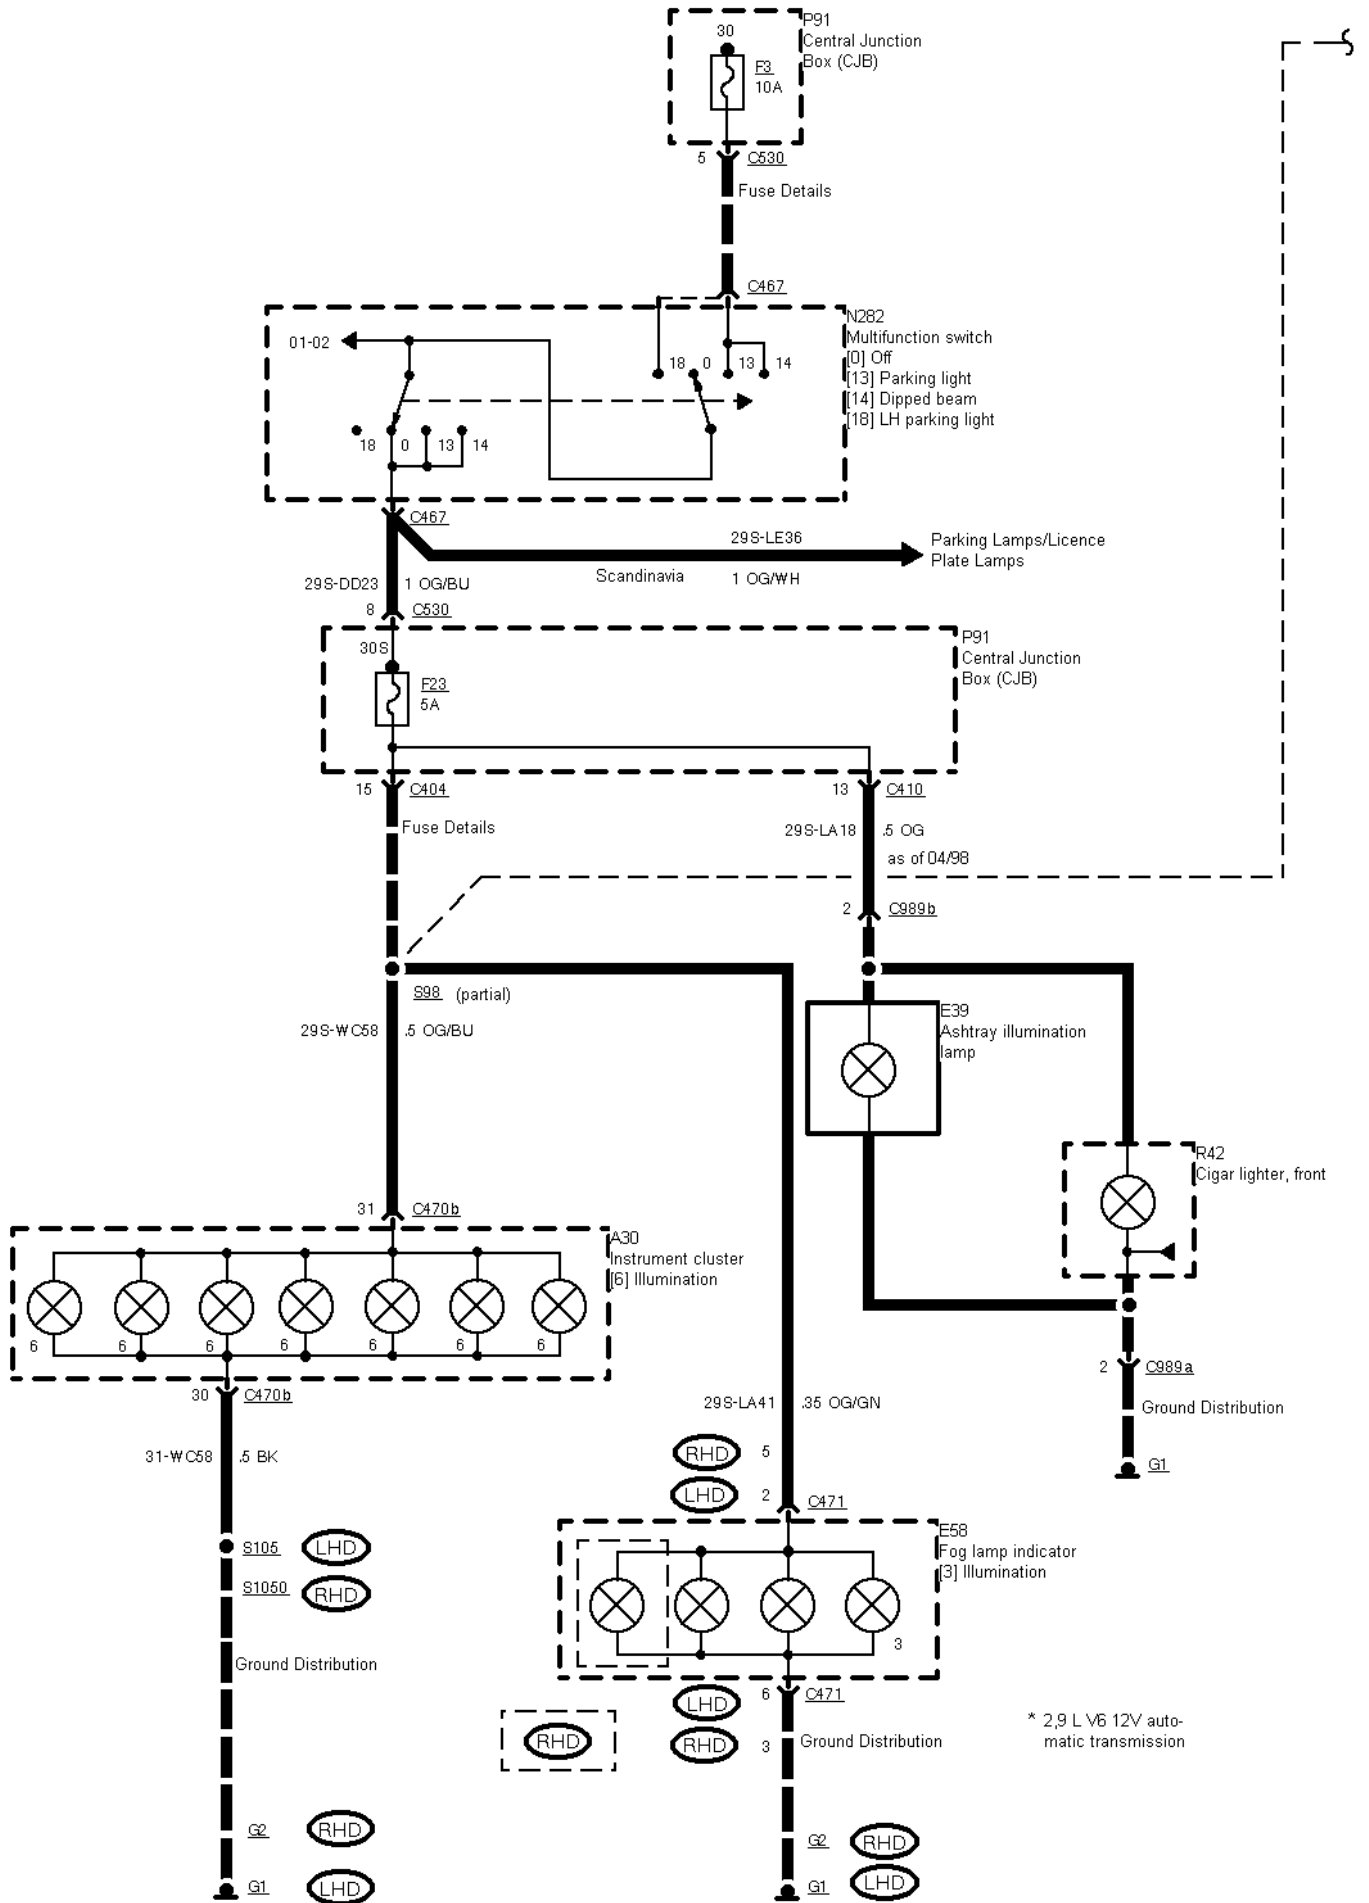 P91
30
Central Junction
Box (CJB)
F3
10A
5
C530
Fuse Details
C467
N282
Multifunction switch
[0] Off
[13] Parking light
[14] Dipped beam
[18] LH parking light
01-02
18
0
13
14
18
0
13
14
C467
29S-LE36
Parking Lamps/Licence
Plate Lamps
Scandinavia
1 OG/WH
29S-DD23
1 OG/BU
8
C530
P91
Central Junction
Box (CJB)
30S
F23
5A
15
C404
13
C410
Fuse Details
29S-LA18
.5 OG
as of 04/98
2
C989b
S98 (partial)
29S-WC58
.5 OG/BU
E39
Ashtray illumination
lamp
R42
Cigar lighter, front
31
C470b
A30
Instrument cluster
[6] Illumination
6
6
6
6
6
6
6
2
C989a
30
C470b
29S-LA41
.35 OG/GN
Ground Distribution
31-WC58
.5 BK
RHD
5
G1
LHD
2
C471
E58
Fog lamp indicator
[3] Illumination
S105
LHD
S1050
RHD
3
Ground Distribution
LHD
6
C471
RHD
RHD
3
Ground Distribution
* 2,9 L V6 12V auto-
matic transmission
G2
RHD
G2
RHD
G1
LHD
G1
LHD